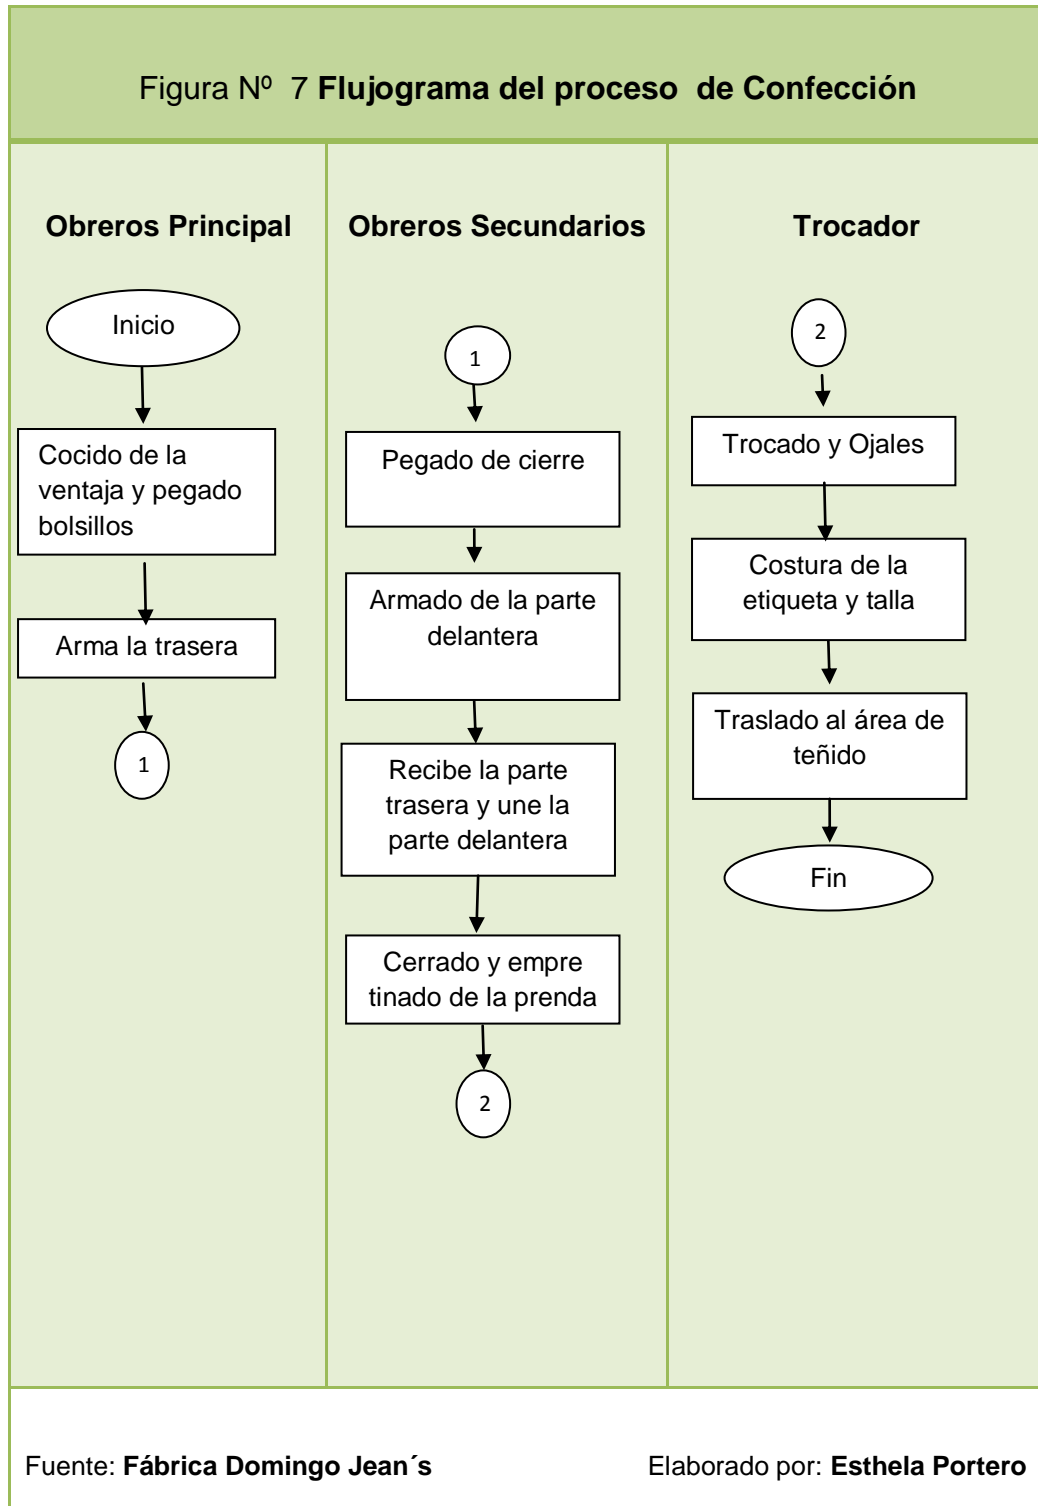 Figura Nº 7 Flujograma del proceso de Confección
Obreros Principal
Inicio
Cocido de la
ventaja y pegado
bolsillos
Arma la trasera
1
Obreros Secundarios
1
Pegado de cierre
Armado de la parte
delantera
Recibe la parte
trasera y une la
parte delantera
Cerrado y empre
tinado de la prenda
2
Trocador
2
Trocado y Ojales
Costura de la
etiqueta y talla
Traslado al área de
teñido
Fin
Fuente: Fábrica Domingo Jean´s
Elaborado por: Esthela Portero